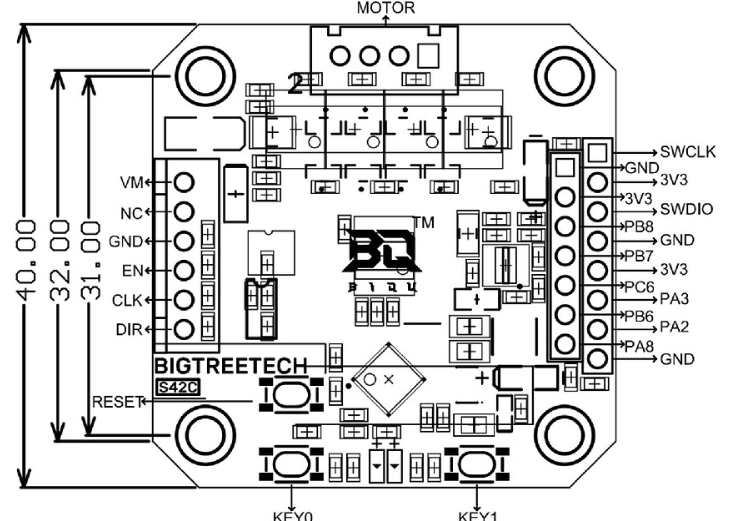 MOTOR
2
SWCLK
GND
3V3
3V3
SWDIO
PB8
GND
PB7
3V3
PC6
PA3
PB6
PA2
PA8
GND
VM
NC
GND
EN
CLK
DIR
40.00
32.00
31.00
TM
BIQU
BIGTREETECH
S42C
RESET
KEY0
KEY1